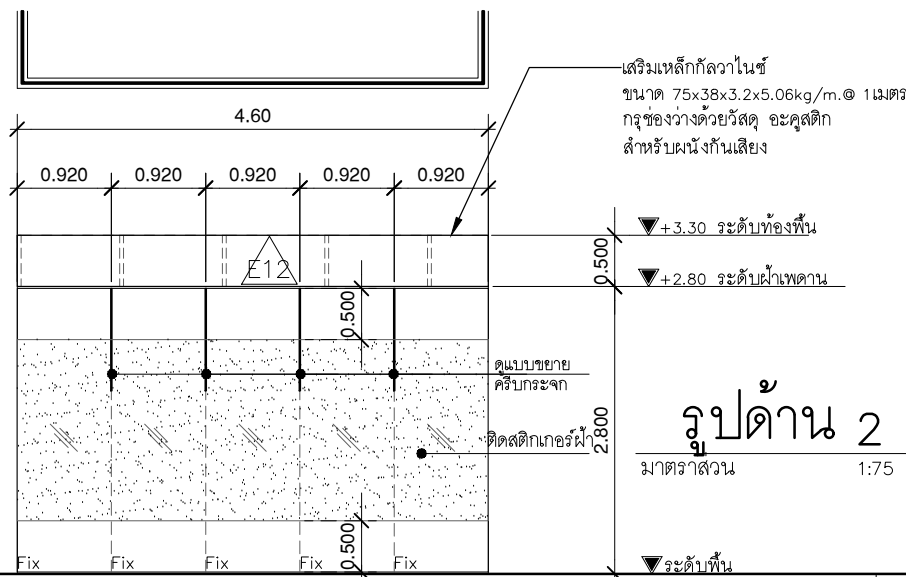 เสริมเหล็กกัลวาไนซ์
ขนาด 75x38x3.2x5.06kg/m.@ 1เมตร
กรุช่องว่างด้วยวัสดุ อะคูสติก
สำหรับผนังกันเสียง
4.60
0.920 0.920 0.920 0.920 0.920
+3.30 ระดับท้องพื้น
0.500
E12
+2.80 ระดับฝ้าเพดาน
0.500
ดูแบบขยาย
ครีบกระจก
ติดสติกเกอร์ฝ้า
2.800
รูปด้าน 2
มาตราส่วน 1:75
0.500
Fix Fix Fix Fix Fix
ระดับพื้น